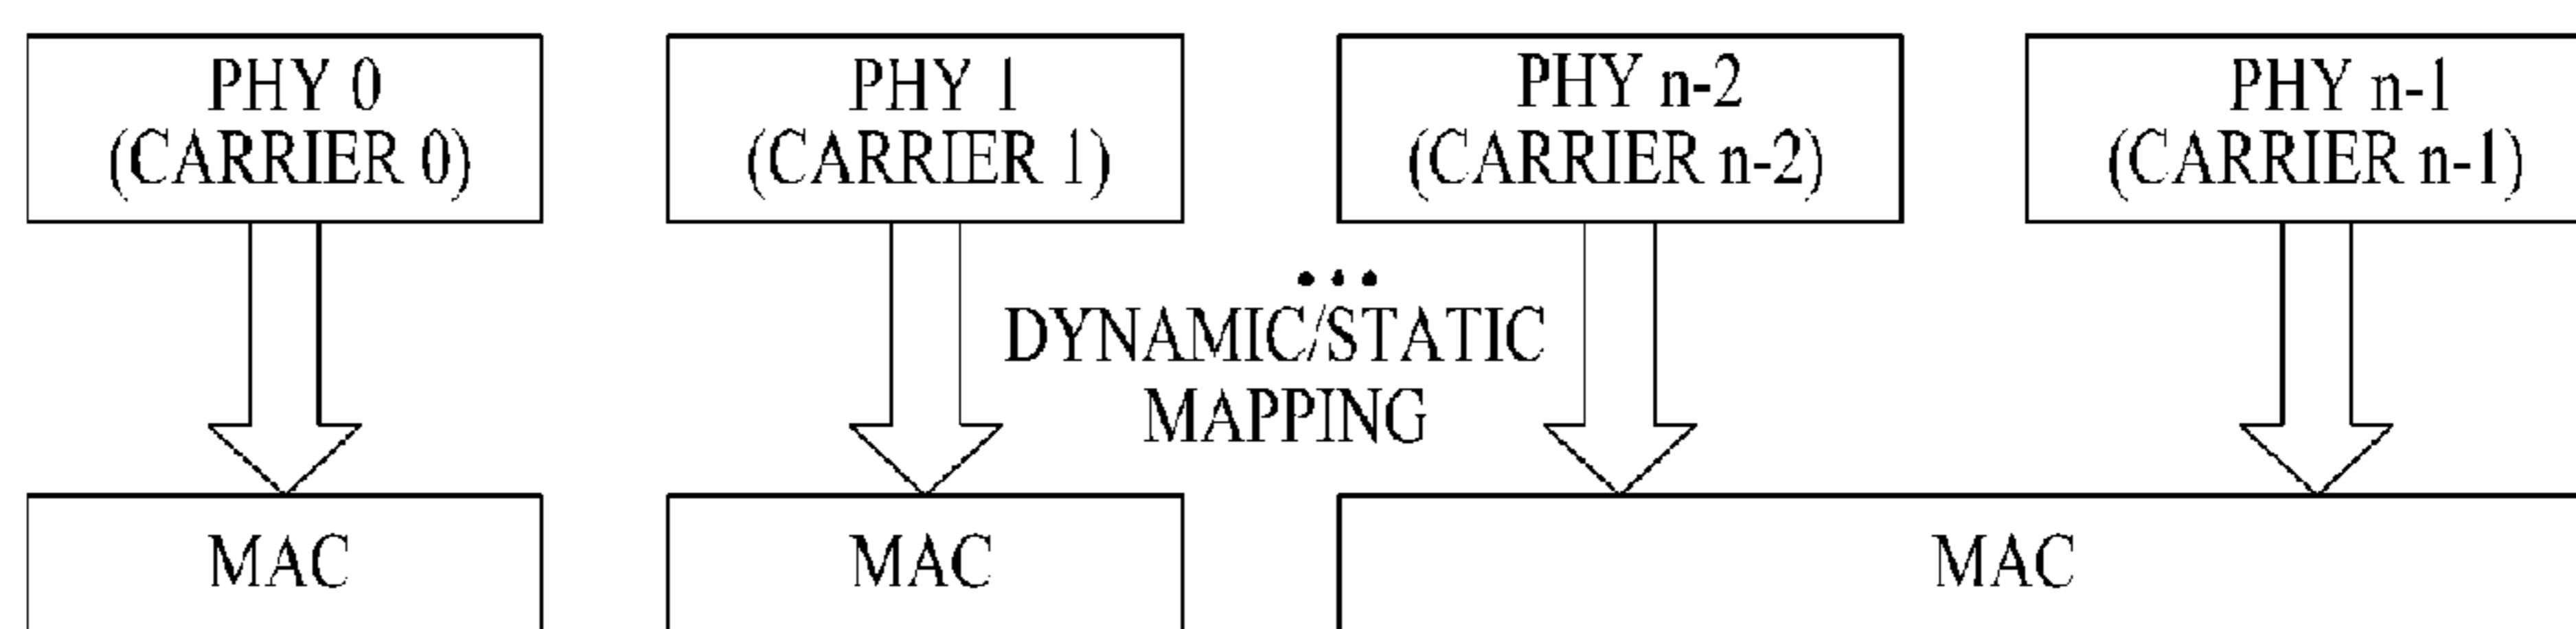 PHY 0
(CARRIER 0)
PHY 1
(CARRIER 1)
PHY n-2
(CARRIER n-2)
PHY n-1
(CARRIER n-1)
•••
DYNAMIC/STATIC
MAPPING
MAC
MAC
MAC